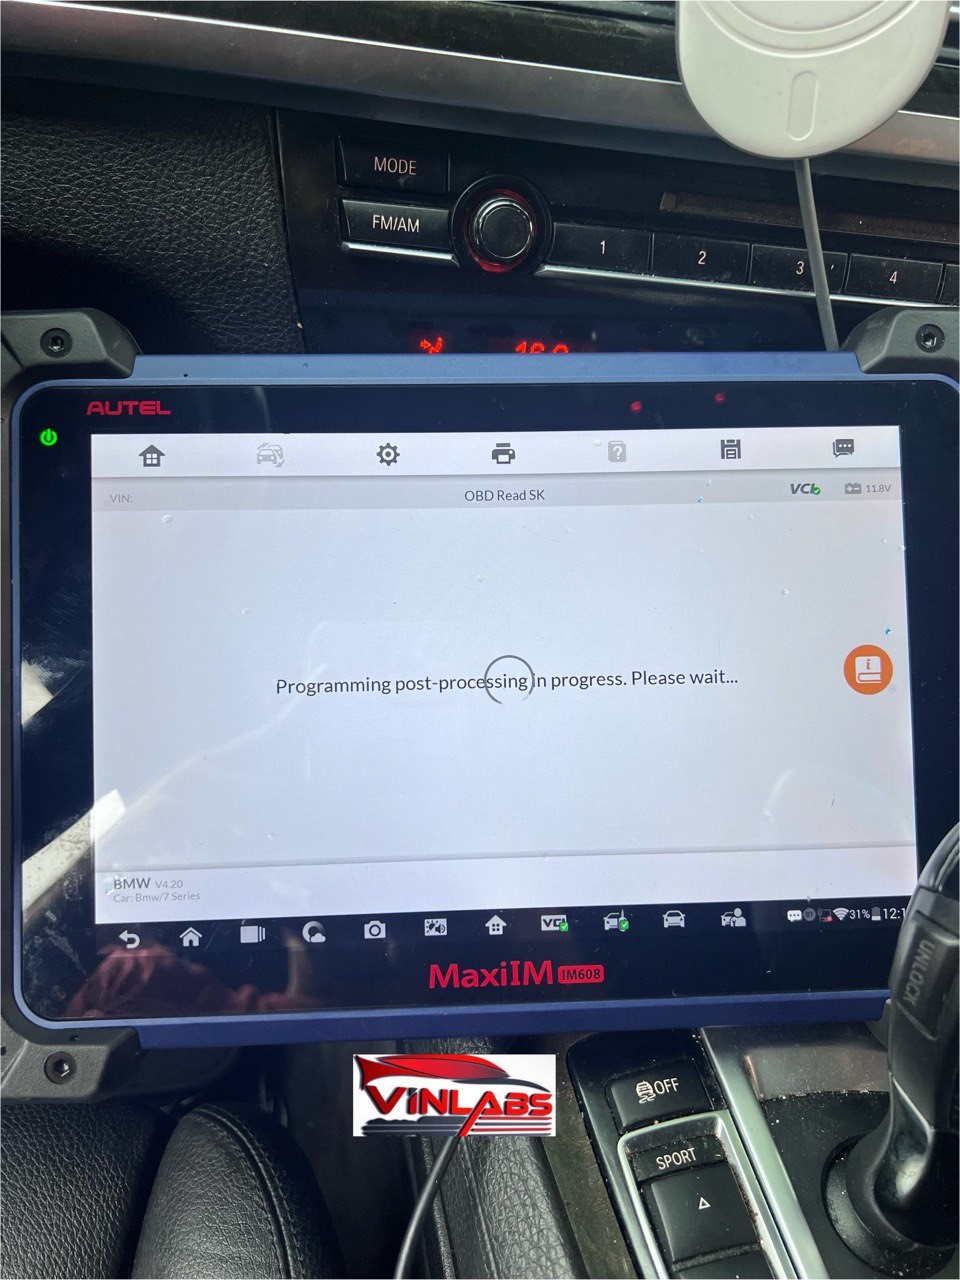 MODE
FM/AM
1
2
3
4
AUTEL
VIN:
OBD Read SK
VCI
11.8V
Programming post-processing in progress. Please wait...
BMW V4.20
Car: Bmw/7 Series
VCI
31%
12:1
MaxiIM IM608
UNLOCK
VINLABS
OFF
SPORT